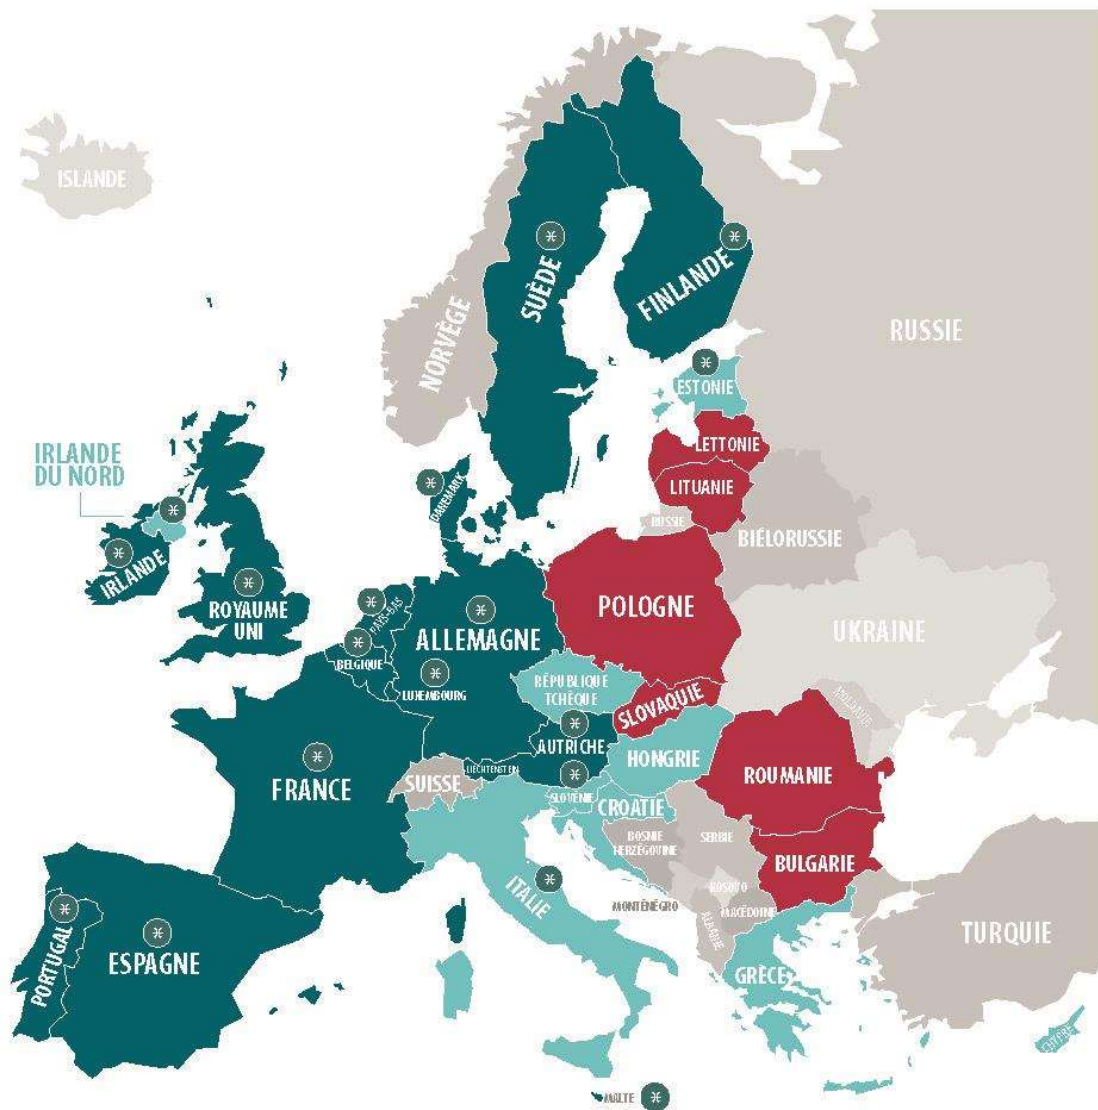 ISLANDE
SUÈDE
FINLANDE
NORVÈGE
RUSSIE
ESTONIE
LETTONIE
LITUANIE
RUSSIE
BIÉLORUSSIE
IRLANDE
DU NORD
DANEMARK
IRLANDE
ROYAUME
UNI
PAYS-BAS
BELGIQUE
ALLEMAGNE
LUXEMBOURG
POLOGNE
UKRAINE
RÉPUBLIQUE
TCHÈQUE
SLOVAQUIE
MOLDAVIE
AUTRICHE
HONGRIE
ROUMANIE
FRANCE
SUISSE
LIECHTENSTEIN
SLOVÉNIE
CROATIE
BOSNIE
HERZÉGOVINE
SERBIE
BULGARIE
ITALIE
MONTÉNÉGRO
KOSOVO
MACÉDOINE
ALBANIE
PORTUGAL
ESPAGNE
GRÈCE
TURQUIE
CHYPRE
MALTE